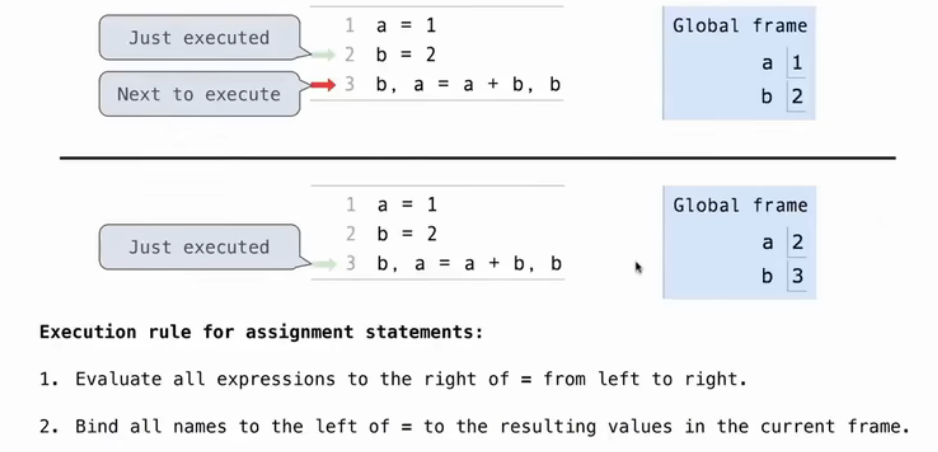 Just executed
Next to execute
1 a = 1
2 b = 2
3 b, a = a + b, b
Global frame
a 1
b 2
Just executed
1 a = 1
2 b = 2
3 b, a = a + b, b
Global frame
a 2
b 3
Execution rule for assignment statements:
1. Evaluate all expressions to the right of = from left to right.
2. Bind all names to the left of = to the resulting values in the current frame.